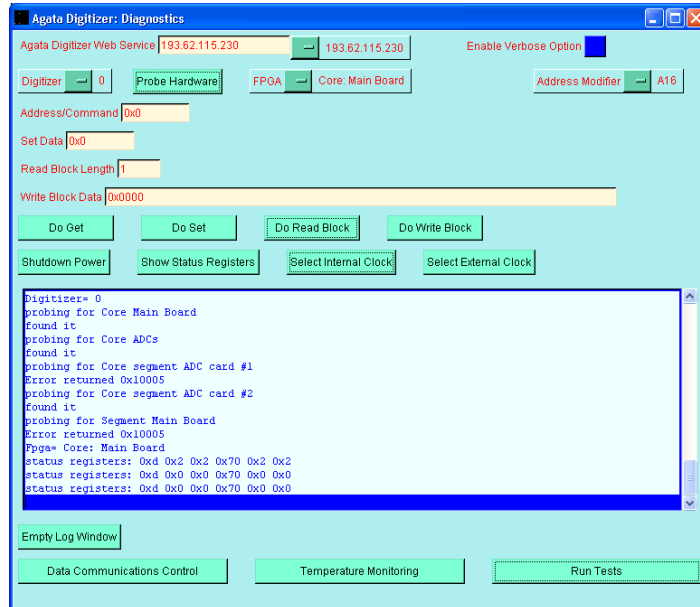 Agata Digitizer: Diagnostics
Agata Digitizer Web Service 193.62.115.230 193.62.115.230 Enable Verbose Option
Digitizer 0 Probe Hardware FPGA Core: Main Board Address Modifier A16
Address/Command 0x0
Set Data 0x0
Read Block Length 1
Write Block Data 0x0000
Do Get Do Set Do Read Block Do Write Block
Shutdown Power Show Status Registers Select Internal Clock Select External Clock
Digitizer= 0
probing for Core Main Board
found it
probing for Core ADCs
found it
probing for Core segment ADC card #1
Error returned 0x10005
probing for Core segment ADC card #2
found it
probing for Segment Main Board
Error returned 0x10005
Fpga= Core: Main Board
status registers: 0xd 0x2 0x2 0x70 0x2 0x2
status registers: 0xd 0x0 0x0 0x70 0x0 0x0
status registers: 0xd 0x0 0x0 0x70 0x0 0x0
Empty Log Window
Data Communications Control Temperature Monitoring Run Tests